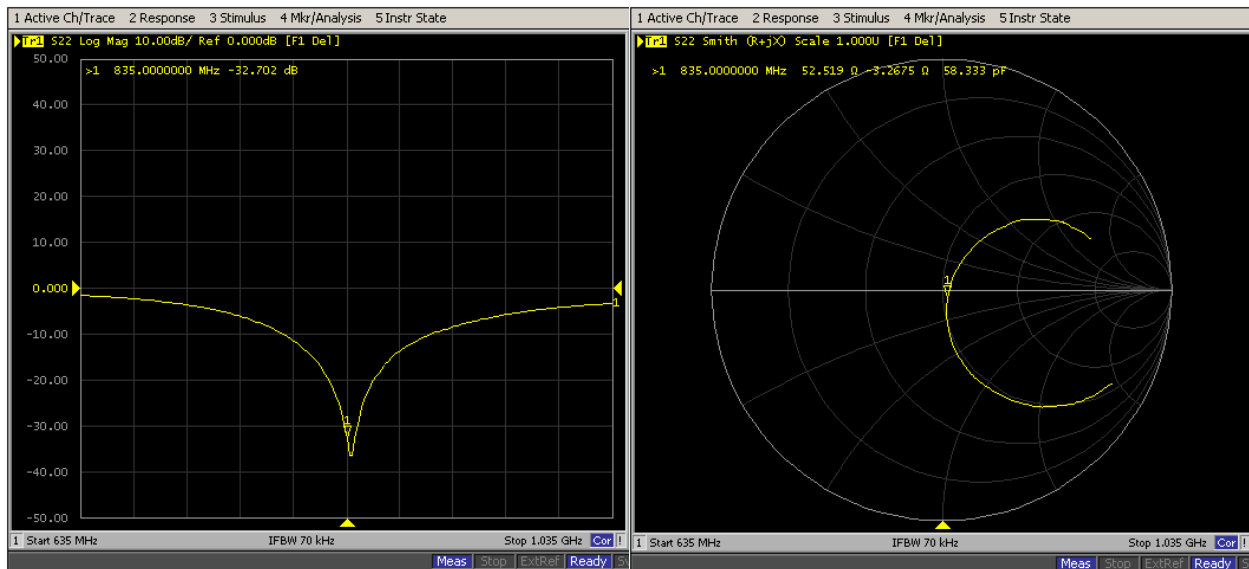 1 Active Ch/Trace 2 Response 3 Stimulus 4 Mkr/Analysis 5 Instr State
Tr1 S22 Log Mag 10.00dB/ Ref 0.000dB [F1 Del]
50.00
>1 835.0000000 MHz -32.702 dB
40.00
30.00
20.00
10.00
0.000
1
-10.00
-20.00
1
-30.00
-40.00
-50.00
1 Start 635 MHz IFBW 70 kHz Stop 1.035 GHz Cor !
Meas Stop ExtRef Ready
1 Active Ch/Trace 2 Response 3 Stimulus 4 Mkr/Analysis 5 Instr State
Tr1 S22 Smith (R+jX) Scale 1.000U [F1 Del]
>1 835.0000000 MHz 52.519 Ω -3.2675 Ω 58.333 pF
1
1 Start 635 MHz IFBW 70 kHz Stop 1.035 GHz Cor !
Meas Stop ExtRef Ready